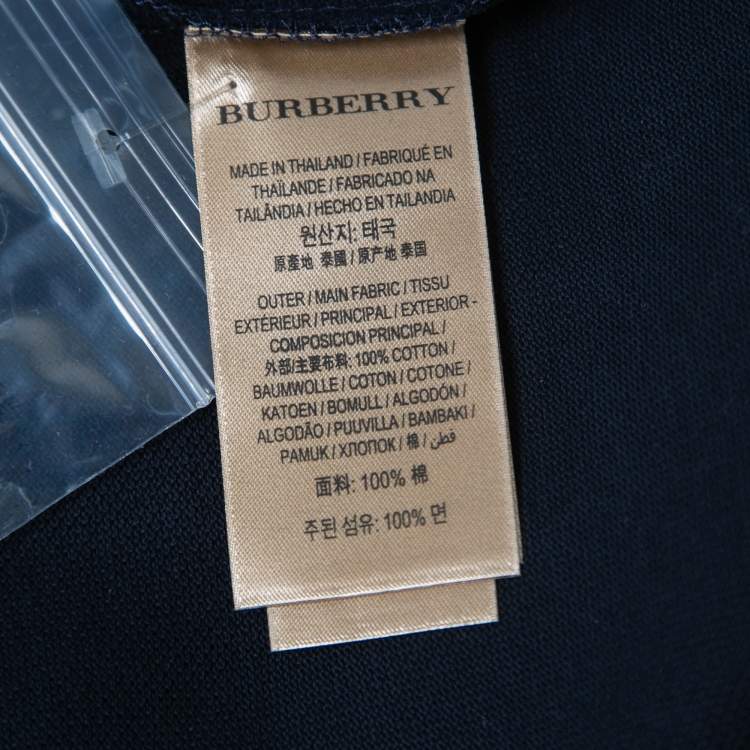 BURBERRY
MADE IN THAILAND / FABRIQUÉ EN
THAÏLANDE / FABRICADO NA
TAILÂNDIA / HECHO EN TAILANDIA
원산지: 태국
原產地 泰國 / 原产地 泰国
OUTER / MAIN FABRIC / TISSU
EXTÉRIEUR / PRINCIPAL / EXTERIOR -
COMPOSICION PRINCIPAL /
外部/主要布料: 100% COTTON /
BAUMWOLLE / COTON / COTONE /
KATOEN / BOMULL / ALGODÓN /
ALGODÃO / PUUVILLA / BAMBAKI /
PAMUK / ХЛОПОК / 棉 / قطن /
面料: 100% 棉
주된 섬유: 100% 면